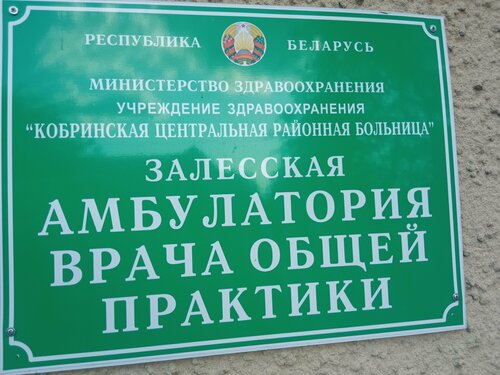 РЕСПУБЛИКА БЕЛАРУСЬ
МИНИСТЕРСТВО ЗДРАВООХРАНЕНИЯ
УЧРЕЖДЕНИЕ ЗДРАВООХРАНЕНИЯ
"КОБРИНСКАЯ ЦЕНТРАЛЬНАЯ РАЙОННАЯ БОЛЬНИЦА"
ЗАЛЕССКАЯ
АМБУЛАТОРИЯ
ВРАЧА ОБЩЕЙ
ПРАКТИКИ